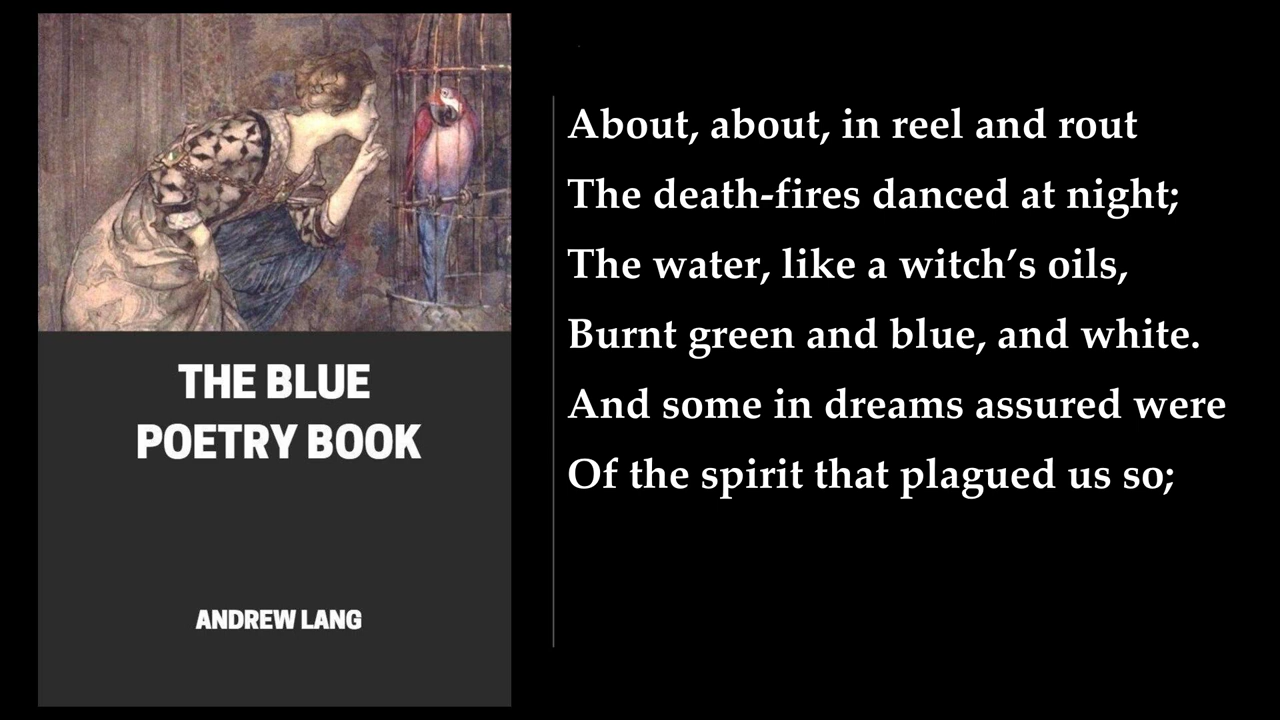 THE BLUE
POETRY BOOK
ANDREW LANG
About, about, in reel and rout
The death-fires danced at night;
The water, like a witch’s oils,
Burnt green and blue, and white.
And some in dreams assured were
Of the spirit that plagued us so;